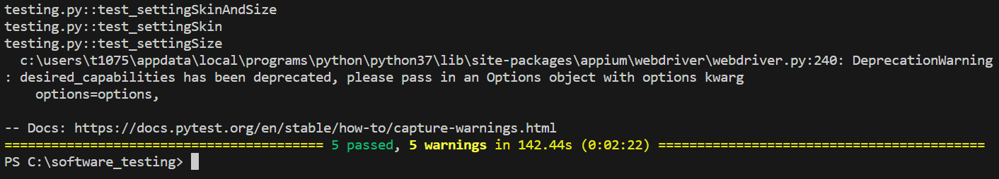 testing.py::test_settingSkinAndSize
testing.py::test_settingSkin
testing.py::test_settingSize
  c:\users\t1075\appdata\local\programs\python\python37\lib\site-packages\appium\webdriver\webdriver.py:240: DeprecationWarning
: desired_capabilities has been deprecated, please pass in an Options object with options kwarg
    options=options,
-- Docs: https://docs.pytest.org/en/stable/how-to/capture-warnings.html
========================================= 5 passed, 5 warnings in 142.44s (0:02:22) ==========================================
PS C:\software_testing>